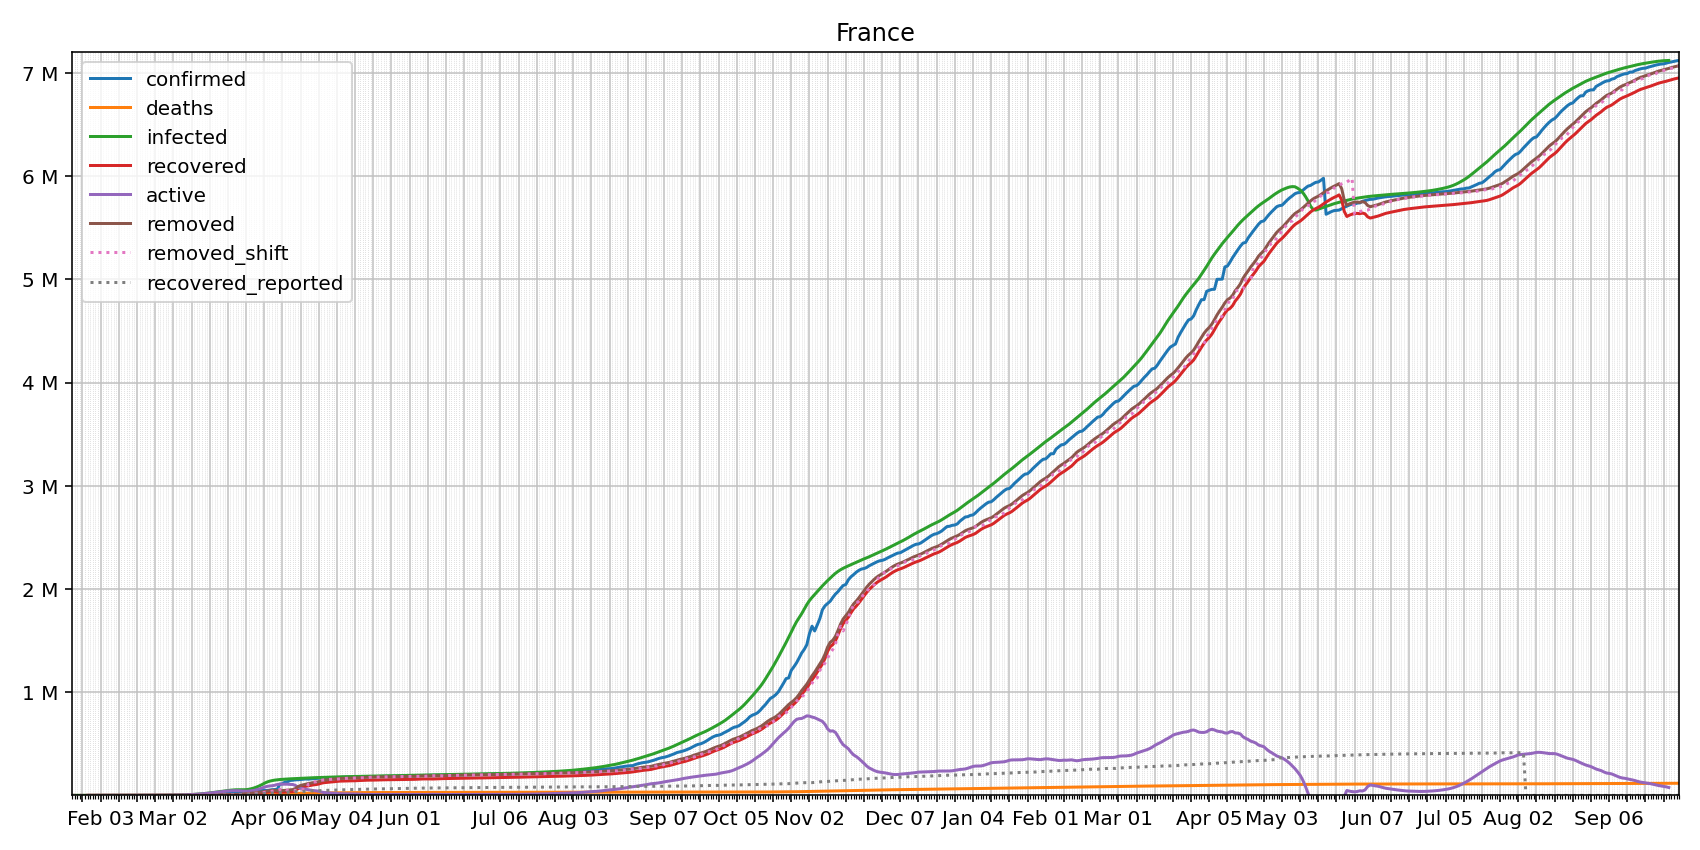 France
7 M
6 M
5 M
4 M
3 M
2 M
1 M
confirmed
deaths
infected
recovered
active
removed
removed_shift
recovered_reported
Feb 03 Mar 02 Apr 06 May 04 Jun 01 Jul 06 Aug 03 Sep 07 Oct 05 Nov 02 Dec 07 Jan 04 Feb 01 Mar 01 Apr 05 May 03 Jun 07 Jul 05 Aug 02 Sep 06